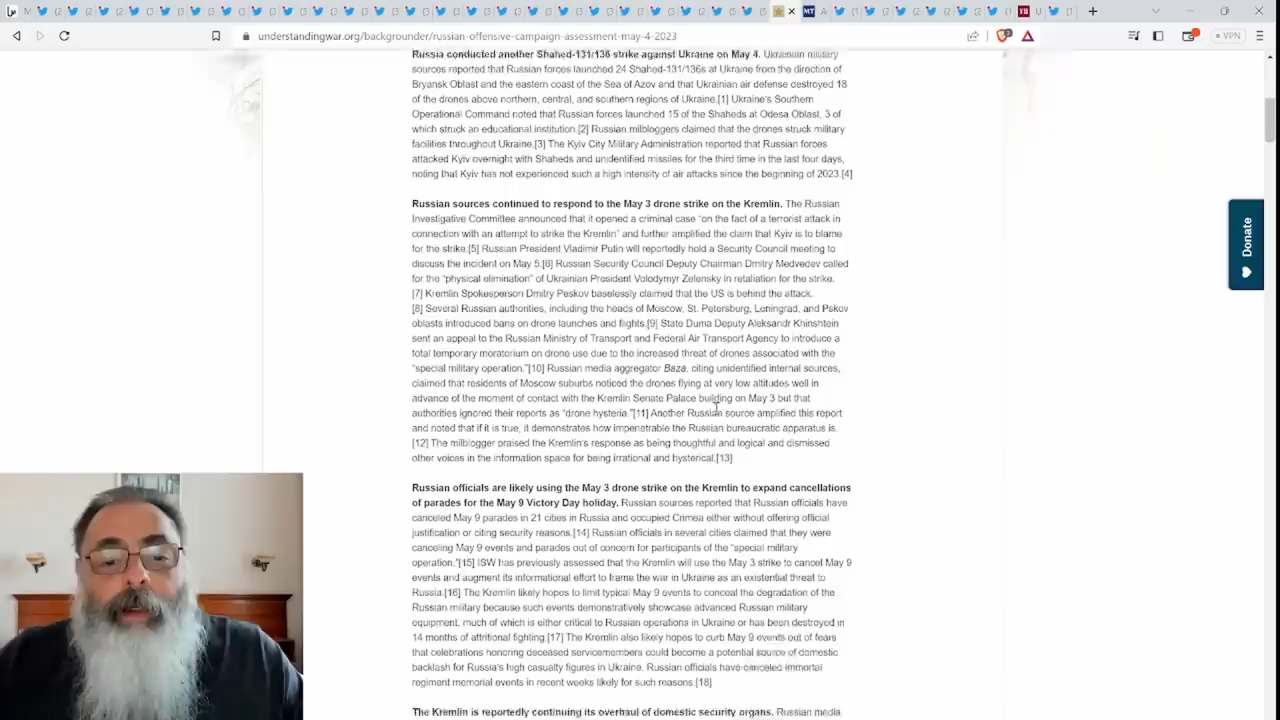 understandingwar.org/backgrounder/russian-offensive-campaign-assessment-may-4-2023
VPN
Russia conducted another Shahed-131/136 strike against Ukraine on May 4. Ukrainian military
sources reported that Russian forces launched 24 Shahed-131/136s at Ukraine from the direction of
Bryansk Oblast and the eastern coast of the Sea of Azov and that Ukrainian air defense destroyed 18
of the drones above northern, central, and southern regions of Ukraine.[1] Ukraine's Southern
Operational Command noted that Russian forces launched 15 of the Shaheds at Odesa Oblast, 3 of
which struck an educational institution.[2] Russian milbloggers claimed that the drones struck military
facilities throughout Ukraine.[3] The Kyiv City Military Administration reported that Russian forces
attacked Kyiv overnight with Shaheds and unidentified missiles for the third time in the last four days,
noting that Kyiv has not experienced such a high intensity of air attacks since the beginning of 2023.[4]
Russian sources continued to respond to the May 3 drone strike on the Kremlin. The Russian
Investigative Committee announced that it opened a criminal case "on the fact of a terrorist attack in
connection with an attempt to strike the Kremlin" and further amplified the claim that Kyiv is to blame
for the strike.[5] Russian President Vladimir Putin will reportedly hold a Security Council meeting to
discuss the incident on May 5.[6] Russian Security Council Deputy Chairman Dmitry Medvedev called
for the "physical elimination" of Ukrainian President Volodymyr Zelensky in retaliation for the strike.
[7] Kremlin Spokesperson Dmitry Peskov baselessly claimed that the US is behind the attack.
[8] Several Russian authorities, including the heads of Moscow, St. Petersburg, Leningrad, and Pskov
oblasts introduced bans on drone launches and flights.[9] State Duma Deputy Aleksandr Khinshtein
sent an appeal to the Russian Ministry of Transport and Federal Air Transport Agency to introduce a
total temporary moratorium on drone use due to the increased threat of drones associated with the
"special military operation."[10] Russian media aggregator Baza, citing unidentified internal sources,
claimed that residents of Moscow suburbs noticed the drones flying at very low altitudes well in
advance of the moment of contact with the Kremlin Senate Palace building on May 3 but that
authorities ignored their reports as "drone hysteria."[11] Another Russian source amplified this report
and noted that if it is true, it demonstrates how impenetrable the Russian bureaucratic apparatus is.
[12] The milblogger praised the Kremlin's response as being thoughtful and logical and dismissed
other voices in the information space for being irrational and hysterical.[13]
Russian officials are likely using the May 3 drone strike on the Kremlin to expand cancellations
of parades for the May 9 Victory Day holiday. Russian sources reported that Russian officials have
canceled May 9 parades in 21 cities in Russia and occupied Crimea either without offering official
justification or citing security reasons.[14] Russian officials in several cities claimed that they were
canceling May 9 events and parades out of concern for participants of the "special military
operation."[15] ISW has previously assessed that the Kremlin will use the May 3 strike to cancel May 9
events and augment its informational effort to frame the war in Ukraine as an existential threat to
Russia.[16] The Kremlin likely hopes to limit typical May 9 events to conceal the degradation of the
Russian military because such events demonstratively showcase advanced Russian military
equipment, much of which is either critical to Russian operations in Ukraine or has been destroyed in
14 months of attritional fighting.[17] The Kremlin also likely hopes to curb May 9 events out of fears
that celebrations honoring deceased servicemembers could become a potential source of domestic
backlash for Russia's high casualty figures in Ukraine. Russian officials have canceled immortal
regiment memorial events in recent weeks likely for such reasons.[18]
The Kremlin is reportedly continuing its overhaul of domestic security organs. Russian media
Donate